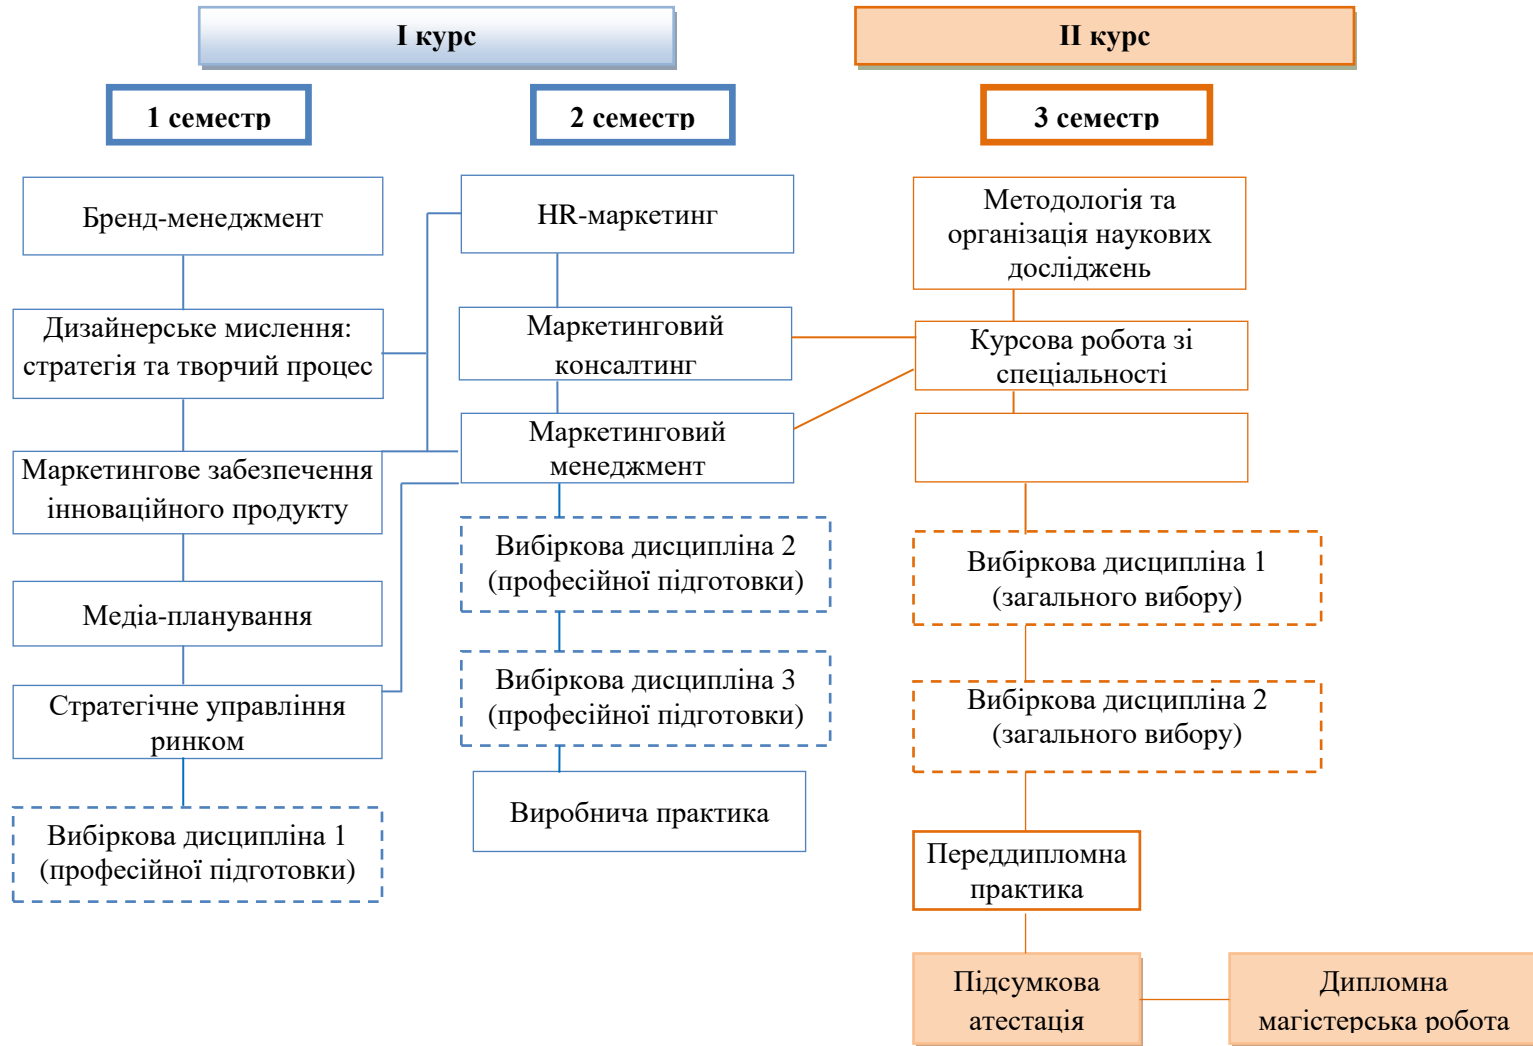 I курс
II курс
1 семестр
2 семестр
3 семестр
Бренд-менеджмент
Дизайнерське мислення:
стратегія та творчий процес
Маркетингове забезпечення
інноваційного продукту
Медіа-планування
Стратегічне управління
ринком
Вибіркова дисципліна 1
(професійної підготовки)
HR-маркетинг
Маркетинговий
консалтинг
Маркетинговий
менеджмент
Вибіркова дисципліна 2
(професійної підготовки)
Вибіркова дисципліна 3
(професійної підготовки)
Виробнича практика
Методологія та
організація наукових
досліджень
Курсова робота зі
спеціальності
Вибіркова дисципліна 1
(загального вибору)
Вибіркова дисципліна 2
(загального вибору)
Переддипломна
практика
Підсумкова
атестація
Дипломна
магістерська робота